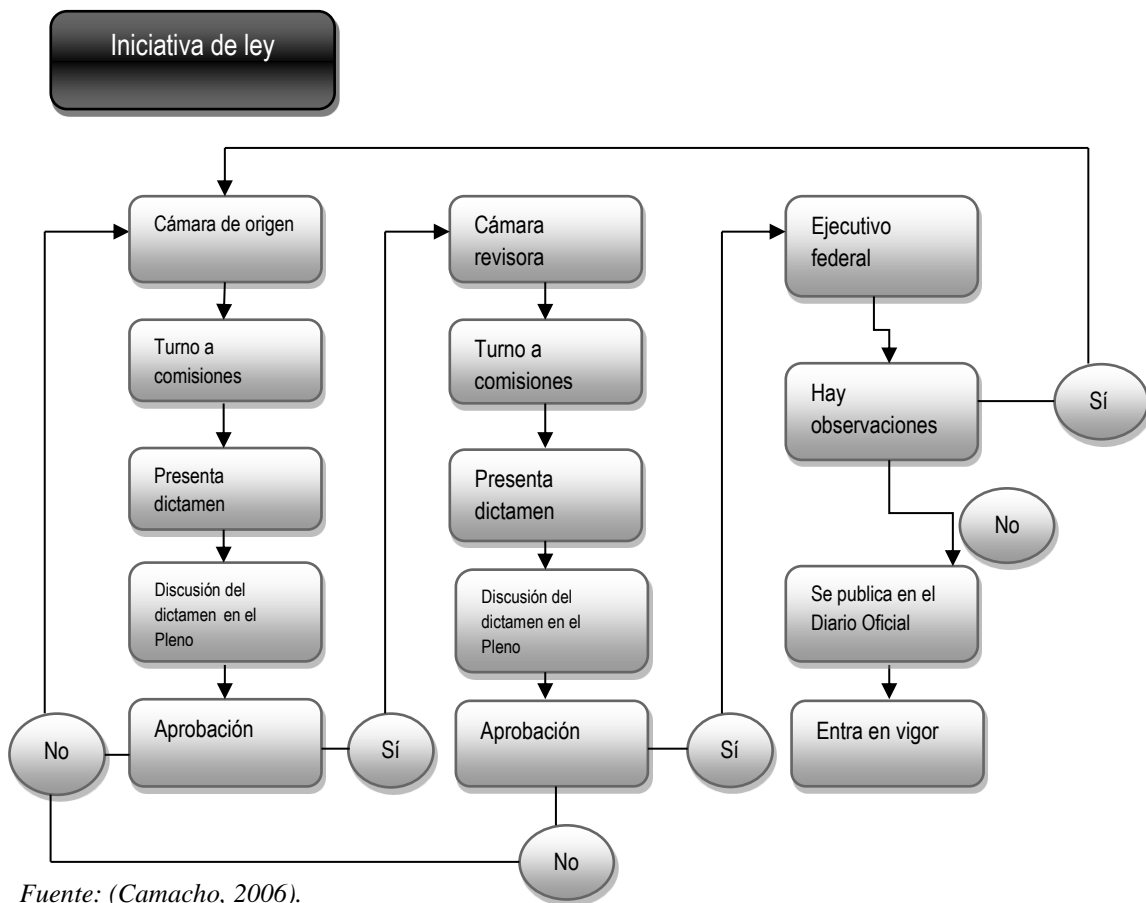 Iniciativa de ley
Cámara de origen
Turno a
comisiones
Presenta
dictamen
Discusión del
dictamen en el
Pleno
Aprobación
No
Sí
Cámara
revisora
Turno a
comisiones
Presenta
dictamen
Discusión del
dictamen en el
Pleno
Aprobación
No
Sí
Ejecutivo
federal
Hay
observaciones
Sí
No
Se publica en el
Diario Oficial
Entra en vigor
Fuente: (Camacho, 2006).